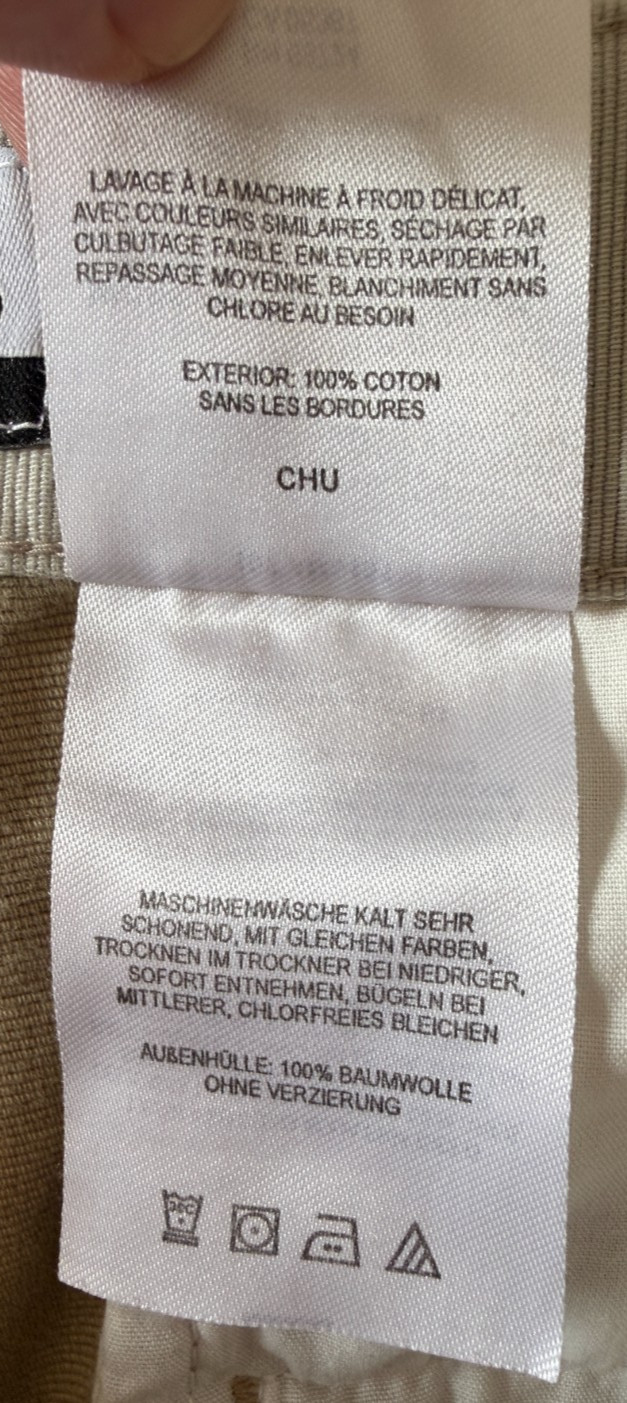 LAVAGE À LA MACHINE À FROID DÉLICAT,
AVEC COULEURS SIMILAIRES, SÉCHAGE PAR
CULBUTAGE FAIBLE, ENLEVER RAPIDEMENT,
REPASSAGE MOYENNE, BLANCHIMENT SANS
CHLORE AU BESOIN
EXTERIOR: 100% COTON
SANS LES BORDURES
CHU
MASCHINENWÄSCHE KALT SEHR
SCHONEND, MIT GLEICHEN FARBEN,
TROCKNEN IM TROCKNER BEI NIEDRIGER,
SOFORT ENTNEHMEN, BÜGELN BEI
MITTLERER, CHLORFREIES BLEICHEN
AUßENHÜLLE: 100% BAUMWOLLE
OHNE VERZIERUNG
30C